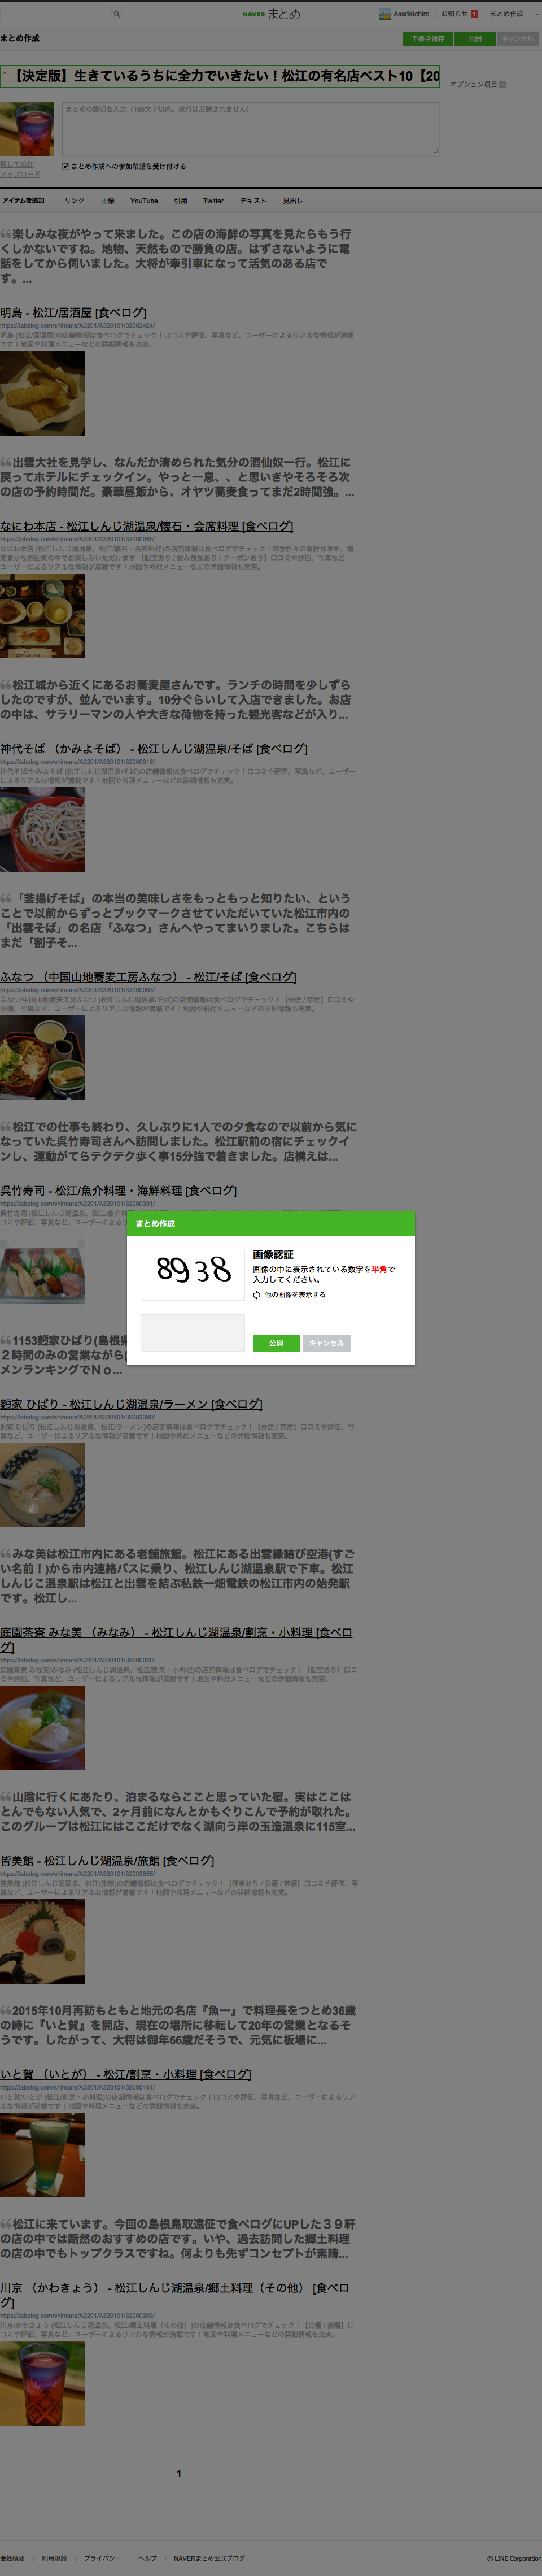 NAVER まとめ
AsadaIchiro お知らせ 1 まとめ作成
まとめ作成
下書き保存 公開 キャンセル
* 【決定版】生きているうちに全力でいきたい！松江の有名店ベスト10【20
オプション項目
まとめの説明を入力（160文字以内。改行は反映されません）
探して追加
アップロード
まとめ作成への参加希望を受け付ける
アイテムを追加 リンク 画像 YouTube 引用 Twitter テキスト 見出し
楽しみな夜がやって来ました。この店の海鮮の写真を見たらもう行
くしかないですね。地物、天然もので勝負の店。はずさないように電
話をしてから伺いました。大将が牽引車になって活気のある店で
す。...
明島 - 松江/居酒屋 [食べログ]
https://tabelog.com/shimane/A3201/A320101/32002424/
明島 (松江/居酒屋)の店舗情報は食べログでチェック！口コミや評価、写真など、ユーザーによるリアルな情報が満載
です！地図や料理メニューなどの詳細情報も充実。
出雲大社を見学し、なんだか清められた気分の酒仙奴一行。松江に
戻ってホテルにチェックイン。やっと一息、、と思いきやそろそろ次
の店の予約時間だ。豪華昼飯から、オヤツ蕎麦食ってまだ2時間強。...
なにわ本店 - 松江しんじ湖温泉/懐石・会席料理 [食べログ]
https://tabelog.com/shimane/A3201/A320101/32000065/
なにわ本店 (松江しんじ湖温泉、松江/懐石・会席料理)の店舗情報は食べログでチェック！四季折々の新鮮な味を、情
緒豊かな雰囲気の中でお楽しみいただけます 【個室あり / 飲み放題あり / クーポンあり】口コミや評価、写真など、
ユーザーによるリアルな情報が満載です！地図や料理メニューなどの詳細情報も充実。
松江城から近くにあるお蕎麦屋さんです。ランチの時間を少しずら
したのですが、並んでいます。10分ぐらいして入店できました。お店
の中は、サラリーマンの人や大きな荷物を持った観光客などが入り...
神代そば （かみよそば） - 松江しんじ湖温泉/そば [食べログ]
https://tabelog.com/shimane/A3201/A320101/32000016/
神代そば/かみよそば (松江しんじ湖温泉/そば)の店舗情報は食べログでチェック！口コミや評価、写真など、ユーザー
によるリアルな情報が満載です！地図や料理メニューなどの詳細情報も充実。
「釜揚げそば」の本当の美味しさをもっともっと知りたい、という
ことで以前からずっとブックマークさせていただいていた松江市内の
「出雲そば」の名店「ふなつ」さんへやってまいりました。こちらは
まだ「割子そ...
ふなつ （中国山地蕎麦工房ふなつ） - 松江/そば [食べログ]
https://tabelog.com/shimane/A3201/A320101/32000063/
ふなつ/中国山地蕎麦工房ふなつ (松江しんじ湖温泉/そば)の店舗情報は食べログでチェック！【分煙 / 禁煙】口コミや
評価、写真など、ユーザーによるリアルな情報が満載です！地図や料理メニューなどの詳細情報も充実。
松江での仕事も終わり、久しぶりに1人での夕食なので以前から気に
なっていた呉竹寿司さんへ訪問しました。松江駅前の宿にチェックイ
ンし、運動がてらテクテク歩く事15分強で着きました。店構えは...
呉竹寿司 - 松江/魚介料理・海鮮料理 [食べログ]
https://tabelog.com/shimane/A3201/A320101/32000331/
まとめ作成
8938
画像認証
画像の中に表示されている数字を半角で
入力してください。
他の画像を表示する
公開 キャンセル
1153麺家ひばり(島根県
２時間のみの営業ながら(
メンランキングでＮｏ...
麺家 ひばり - 松江しんじ湖温泉/ラーメン [食べログ]
https://tabelog.com/shimane/A3201/A320101/32003390/
麺家 ひばり (松江しんじ湖温泉、松江/ラーメン)の店舗情報は食べログでチェック！【分煙 / 禁煙】口コミや評価、写
真など、ユーザーによるリアルな情報が満載です！地図や料理メニューなどの詳細情報も充実。
みな美は松江市内にある老舗旅館。松江にある出雲縁結び空港(すご
い名前！)から市内連絡バスに乗り、松江しんじ湖温泉駅で下車。松江
しんじこ温泉駅は松江と出雲を結ぶ私鉄一畑電鉄の松江市内の始発駅
です。松江し...
庭園茶寮 みな美 （みなみ） - 松江しんじ湖温泉/割烹・小料理 [食べロ
グ]
https://tabelog.com/shimane/A3201/A320101/32000020/
庭園茶寮 みな美/みなみ (松江しんじ湖温泉、松江/割烹・小料理)の店舗情報は食べログでチェック！【個室あり】口コ
ミや評価、写真など、ユーザーによるリアルな情報が満載です！地図や料理メニューなどの詳細情報も充実。
山陰に行くにあたり、泊まるならここと思っていた宿。実はここは
とんでもない人気で、2ヶ月前になんとかもぐりこんで予約が取れた。
このグループは松江にはここだけでなく湖向う岸の玉造温泉に115室...
皆美館 - 松江しんじ湖温泉/旅館 [食べログ]
https://tabelog.com/shimane/A3201/A320101/32003855/
皆美館 (松江しんじ湖温泉、松江/旅館)の店舗情報は食べログでチェック！【個室あり / 分煙 / 禁煙】口コミや評価、写
真など、ユーザーによるリアルな情報が満載です！地図や料理メニューなどの詳細情報も充実。
2015年10月再訪もともと地元の名店『魚一』で料理長をつとめ36歳
の時に『いと賀』を開店、現在の場所に移転して20年の営業となるそ
うです。したがって、大将は御年66歳だそうで、元気に板場に...
いと賀 （いとが） - 松江/割烹・小料理 [食べログ]
https://tabelog.com/shimane/A3201/A320101/32000161/
いと賀/いとが (松江/割烹・小料理)の店舗情報は食べログでチェック！口コミや評価、写真など、ユーザーによるリア
ルな情報が満載です！地図や料理メニューなどの詳細情報も充実。
松江に来ています。今回の島根鳥取遠征で食べログにUPした３９軒
の店の中では断然のおすすめの店です。いや、過去訪問した郷土料理
の店の中でもトップクラスですね。何よりも先ずコンセプトが素晴...
川京 （かわきょう） - 松江しんじ湖温泉/郷土料理（その他） [食べロ
グ]
https://tabelog.com/shimane/A3201/A320101/32000203/
川京/かわきょう (松江しんじ湖温泉、松江/郷土料理（その他）)の店舗情報は食べログでチェック！【分煙 / 禁煙】口
コミや評価、写真など、ユーザーによるリアルな情報が満載です！地図や料理メニューなどの詳細情報も充実。
1
会社概要 利用規約 プライバシー ヘルプ NAVERまとめ公式ブログ
© LINE Corporation